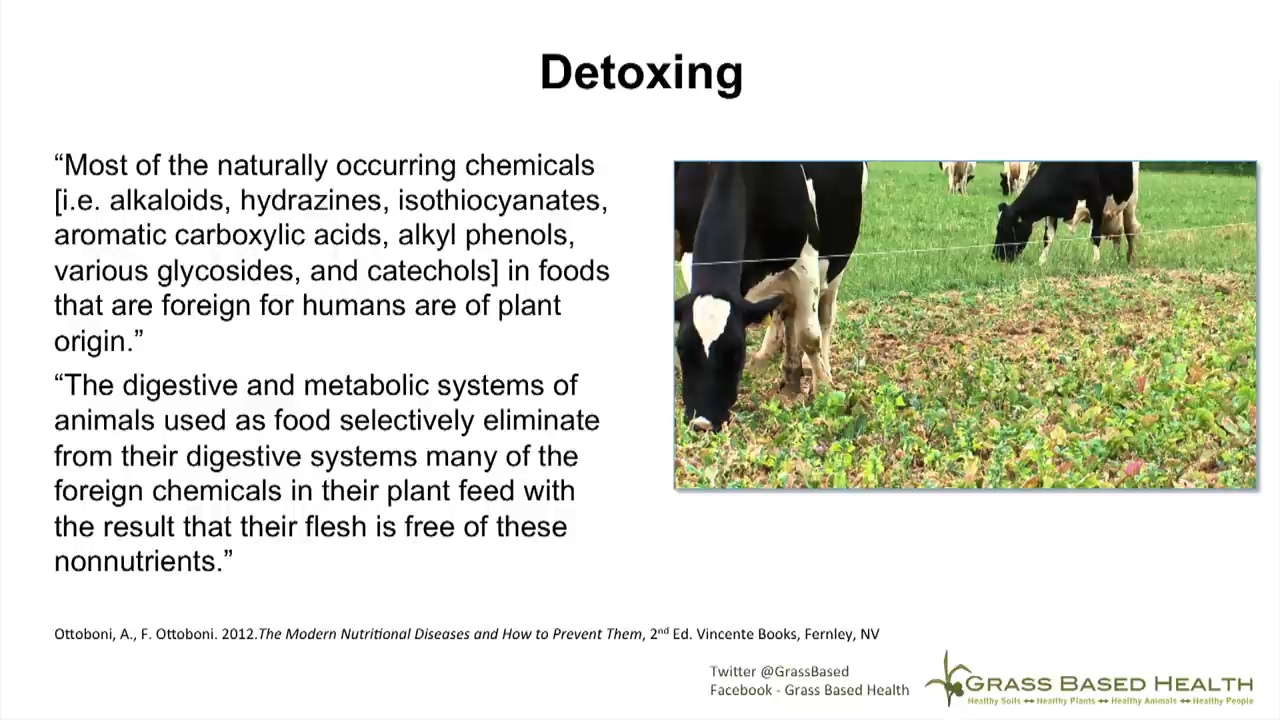 Detoxing
“Most of the naturally occurring chemicals
[i.e. alkaloids, hydrazines, isothiocyanates,
aromatic carboxylic acids, alkyl phenols,
various glycosides, and catechols] in foods
that are foreign for humans are of plant
origin.”
“The digestive and metabolic systems of
animals used as food selectively eliminate
from their digestive systems many of the
foreign chemicals in their plant feed with
the result that their flesh is free of these
nonnutrients.”
Ottoboni, A., F. Ottoboni. 2012.The Modern Nutritional Diseases and How to Prevent Them, 2nd Ed. Vincente Books, Fernley, NV
Twitter @GrassBased
Facebook - Grass Based Health
GRASS BASED HEALTH
Healthy Soils ↔ Healthy Plants ↔ Healthy Animals ↔ Healthy People